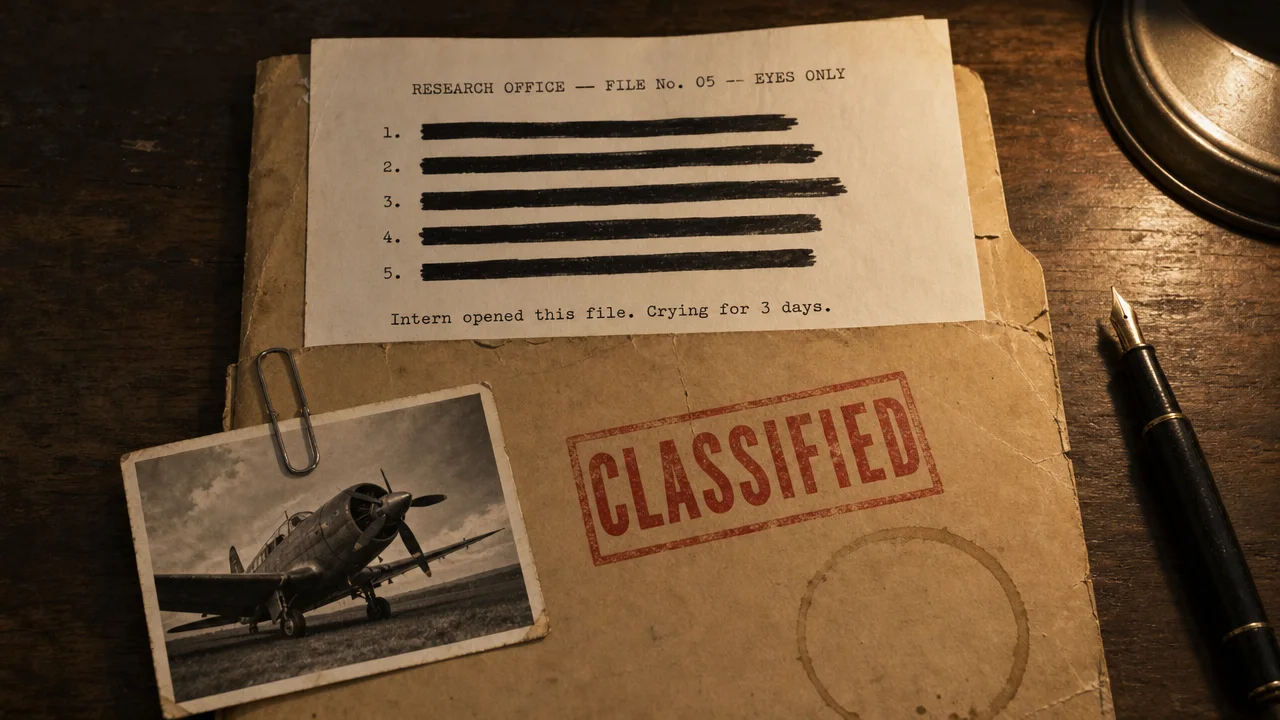 RESEARCH OFFICE -- FILE No. 05 -- EYES ONLY
1.
2.
3.
4.
5.
Intern opened this file. Crying for 3 days.
CLASSIFIED